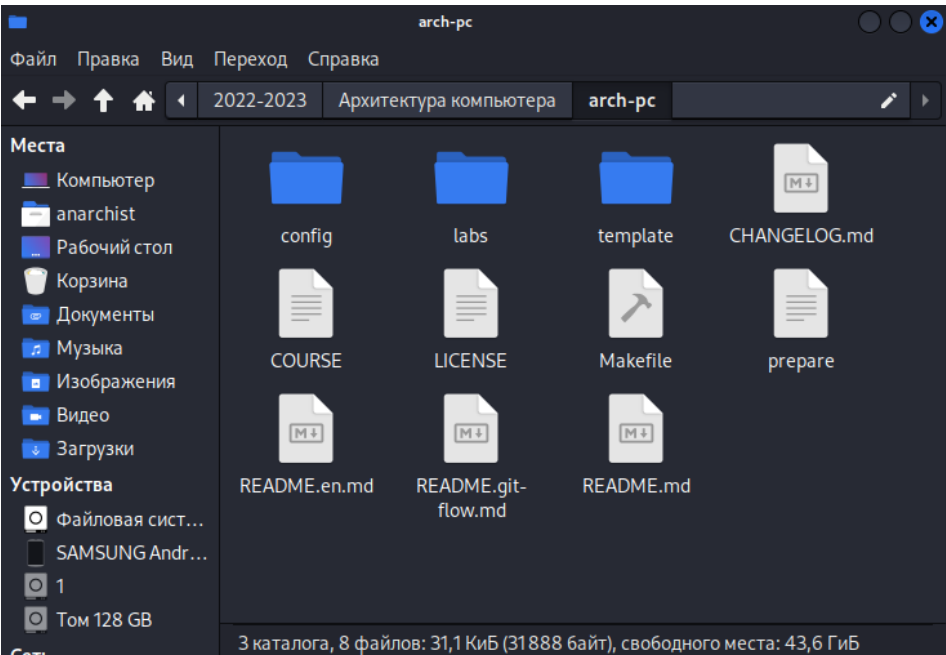 arch-pc
Файл Правка Вид Переход Справка
2022-2023 Архитектура компьютера arch-pc
Места
Компьютер
anarchist
Рабочий стол
Корзина
Документы
Музыка
Изображения
Видео
Загрузки
Устройства
Файловая сист...
SAMSUNG Andr...
1
Том 128 GB
config labs template CHANGELOG.md
COURSE LICENSE Makefile prepare
README.en.md README.git- README.md
flow.md
3 каталога, 8 файлов: 31,1 КиБ (31888 байт), свободного места: 43,6 ГиБ